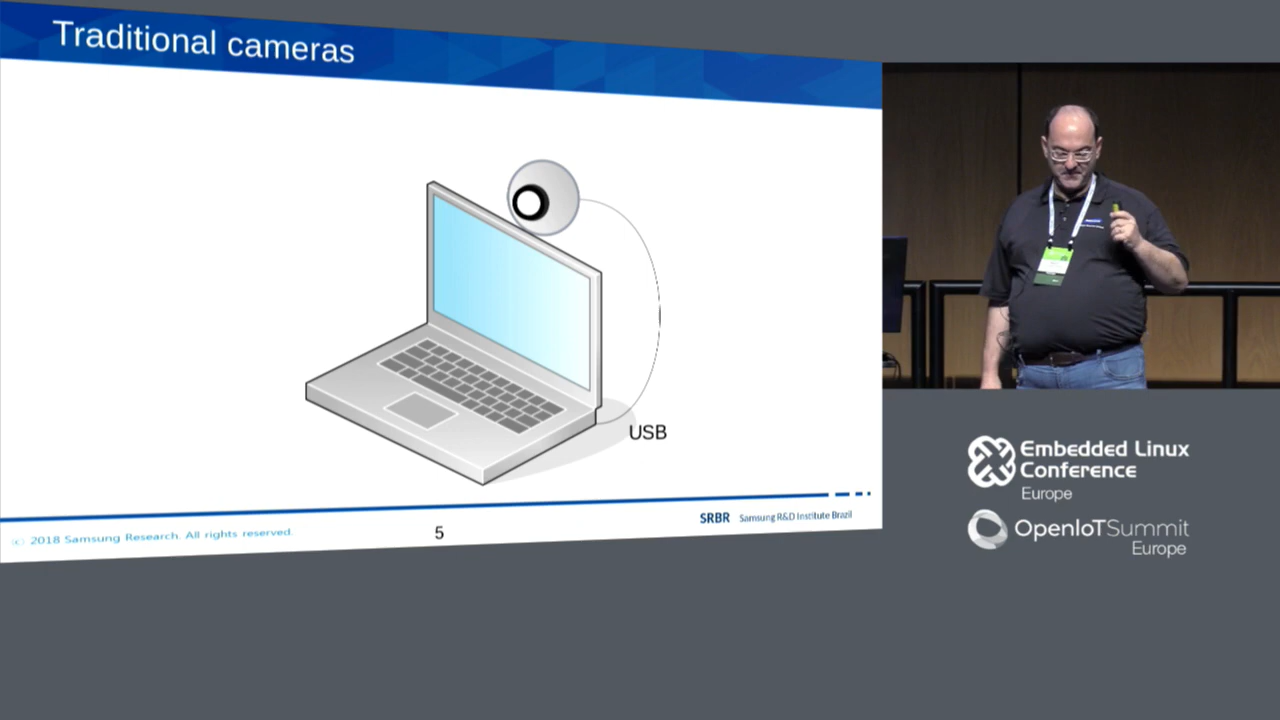 Traditional cameras
USB
© 2018 Samsung Research. All rights reserved.
5
SRBR Samsung R&D Institute Brazil
Embedded Linux
Conference
Europe
OpenIoTSummit
Europe